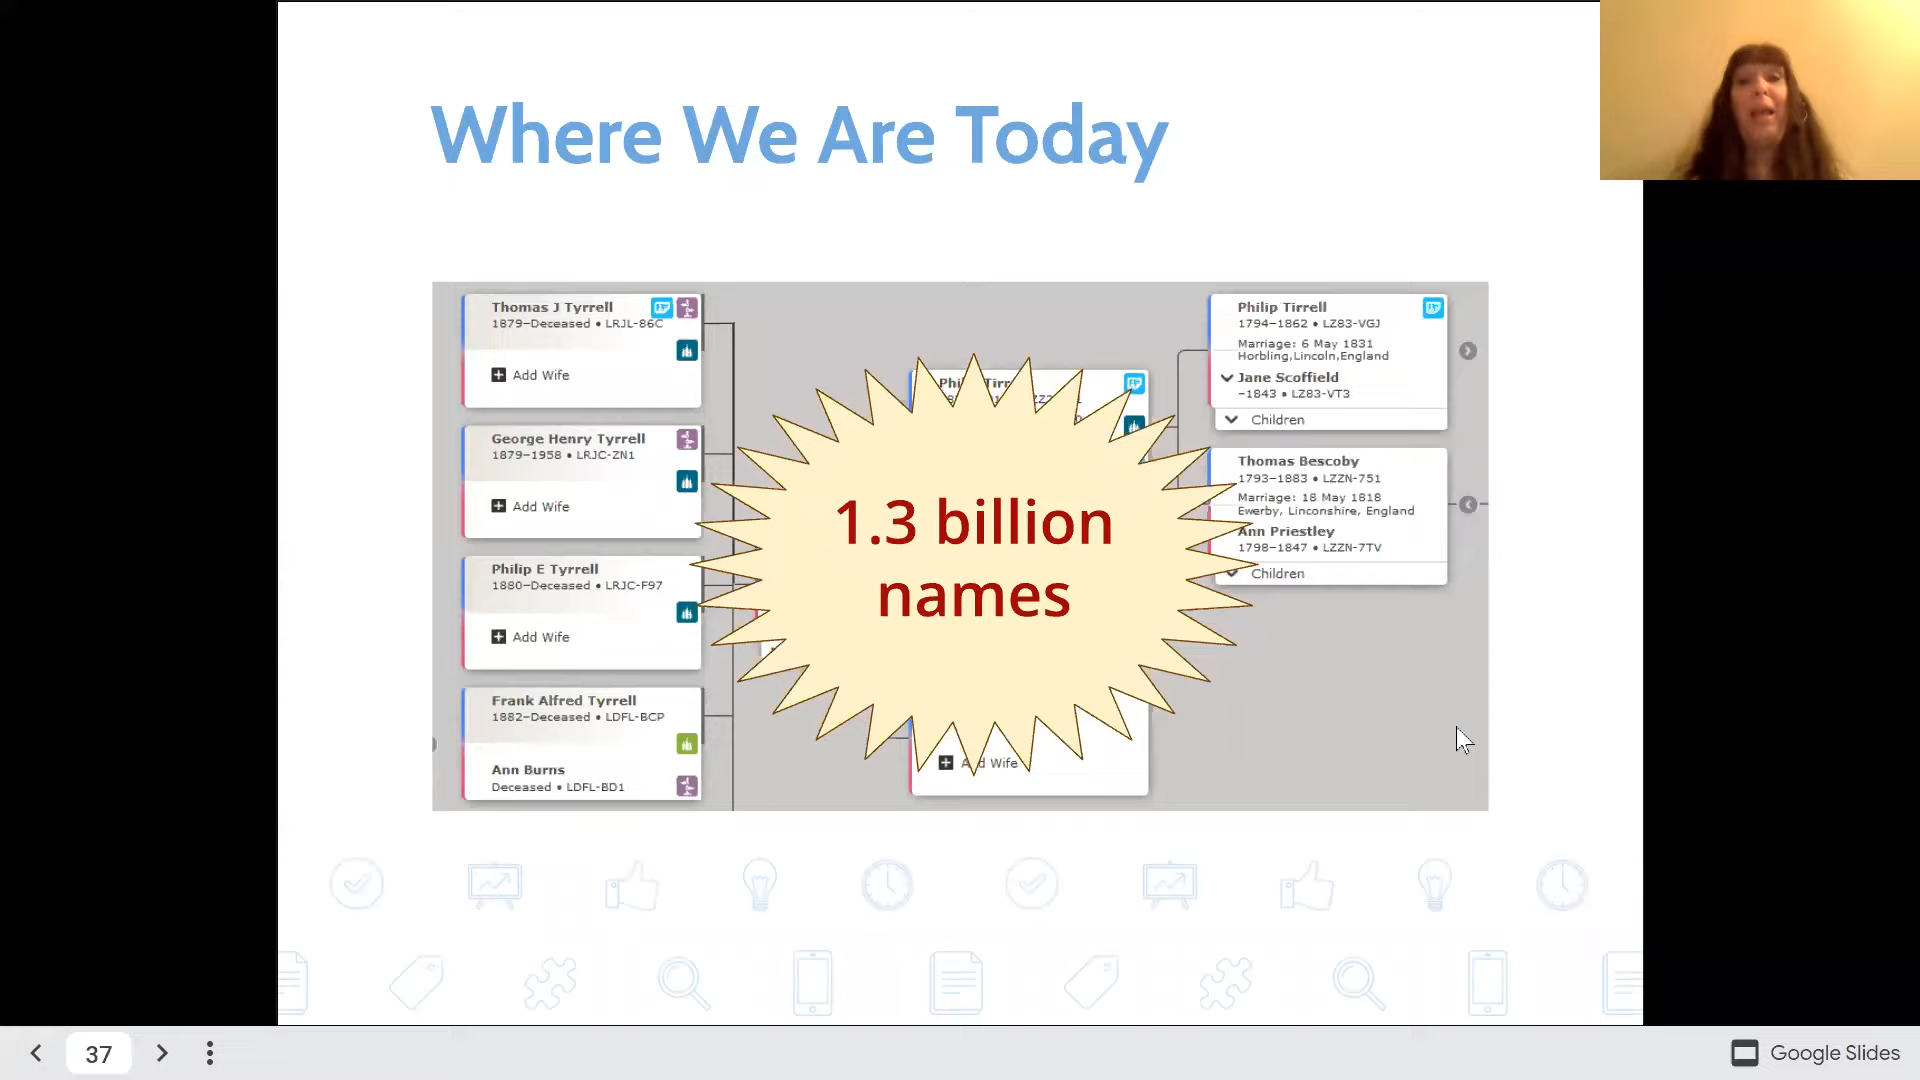 Where We Are Today
Thomas J Tyrrell
1879–Deceased • LRJL-86C
Add Wife
George Henry Tyrrell
1879–1958 • LRJC-ZN1
Add Wife
Philip E Tyrrell
1880–Deceased • LRJC-F97
Add Wife
Frank Alfred Tyrrell
1882–Deceased • LDFL-BCP
Ann Burns
Deceased • LDFL-BD1
1.3 billion
names
Wife
Philip Tirrell
1794–1862 • LZ83-VGJ
Marriage: 6 May 1831
Horbling,Lincoln,England
Jane Scoffield
–1843 • LZ83-VT3
Children
Thomas Bescoby
1793–1883 • LZZN-751
Marriage: 18 May 1818
Ewerby, Linconshire, England
Ann Priestley
1798–1847 • LZZN-7TV
Children
37
Google Slides